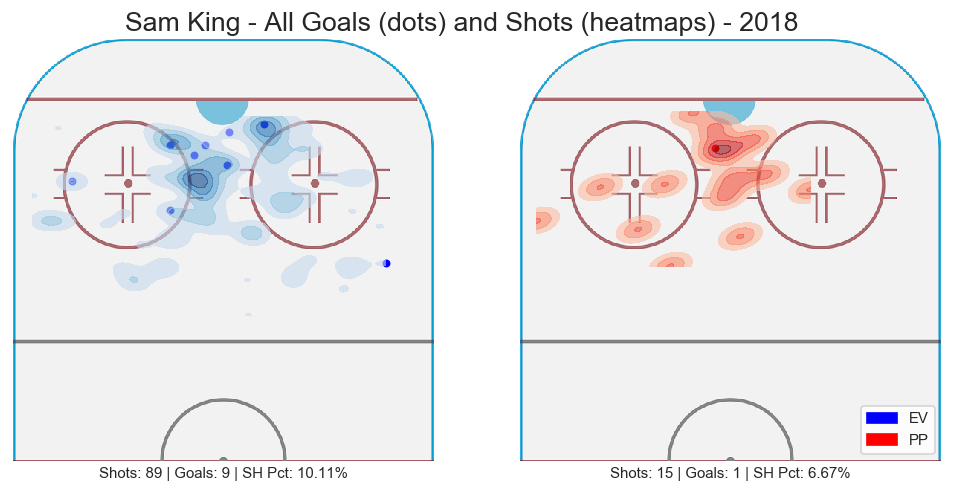 Sam King - All Goals (dots) and Shots (heatmaps) - 2018
EV
PP
Shots: 89 | Goals: 9 | SH Pct: 10.11%
Shots: 15 | Goals: 1 | SH Pct: 6.67%